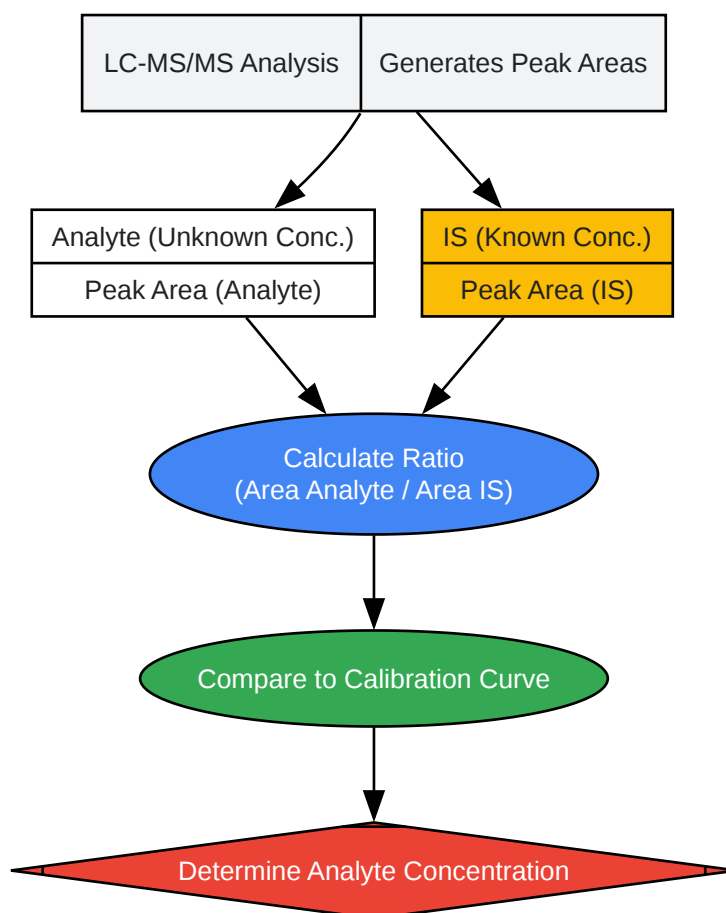 LC-MS/MS Analysis
Generates Peak Areas
Analyte (Unknown Conc.)
Peak Area (Analyte)
IS (Known Conc.)
Peak Area (IS)
Calculate Ratio
(Area Analyte / Area IS)
Compare to Calibration Curve
Determine Analyte Concentration